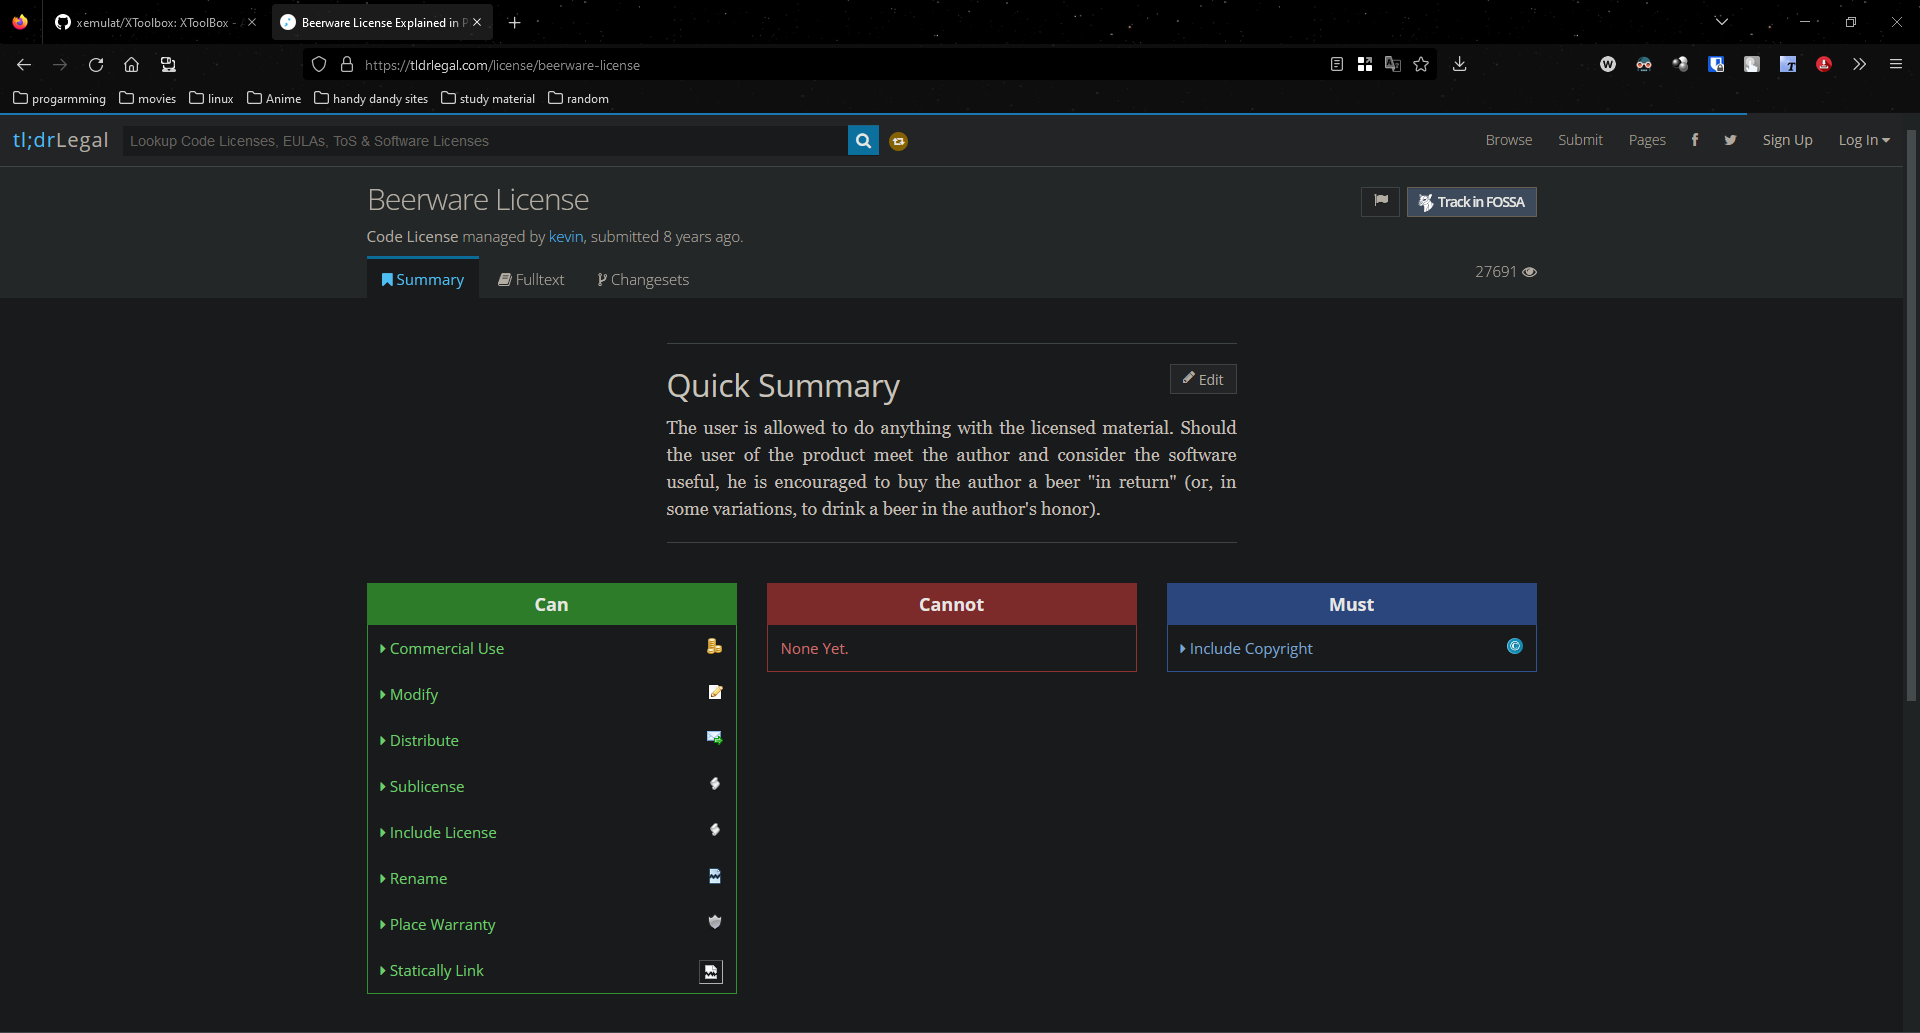 xemulat/XToolbox: XToolBox -
Beerware License Explained in P
https://tldrlegal.com/license/beerware-license
progarmming movies linux Anime handy dandy sites study material random
tl;drLegal Lookup Code Licenses, EULAs, ToS & Software Licenses Browse Submit Pages Sign Up Log In
Beerware License
Track in FOSSA
Code License managed by kevin, submitted 8 years ago.
Summary Fulltext Changesets 27691
Quick Summary Edit
The user is allowed to do anything with the licensed material. Should
the user of the product meet the author and consider the software
useful, he is encouraged to buy the author a beer "in return" (or, in
some variations, to drink a beer in the author's honor).
Can
Commercial Use
Modify
Distribute
Sublicense
Include License
Rename
Place Warranty
Statically Link
Cannot
None Yet.
Must
Include Copyright